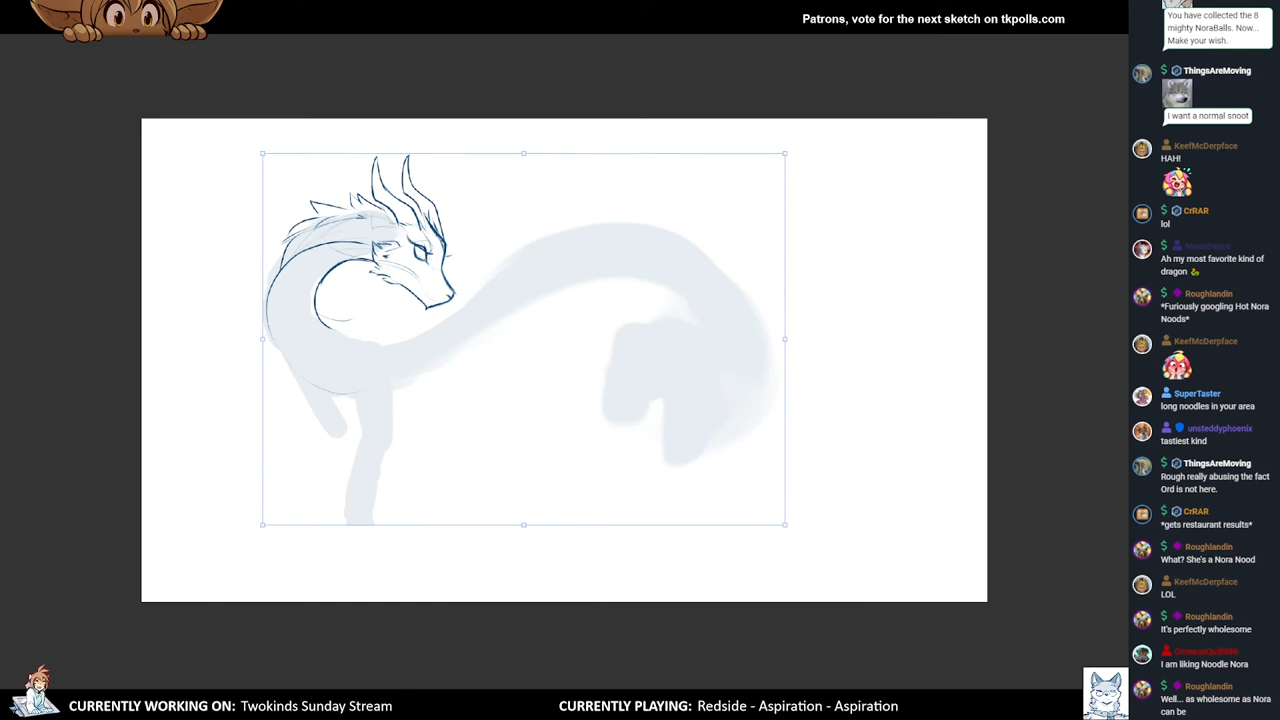 Patrons, vote for the next sketch on tkpolls.com
You have collected the 8
mighty NoraBalls. Now...
Make your wish.
$ ThingsAreMoving
I want a normal snoot
KeefMcDerpface
HAH!
$ CrRAR
lol
$
Ah my most favorite kind of
dragon
$ Roughlandin
*Furiously googling Hot Nora
Noods*
KeefMcDerpface
SuperTaster
long noodles in your area
unsteddyphoenix
tastiest kind
$ ThingsAreMoving
Rough really abusing the fact
Ord is not here.
$ CrRAR
*gets restaurant results*
$ Roughlandin
What? She's a Nora Nood
KeefMcDerpface
LOL
$ Roughlandin
It's perfectly wholesome
I am liking Noodle Nora
$ Roughlandin
Well... as wholesome as Nora
can be
CURRENTLY WORKING ON: Twokinds Sunday Stream
CURRENTLY PLAYING: Redside - Aspiration - Aspiration